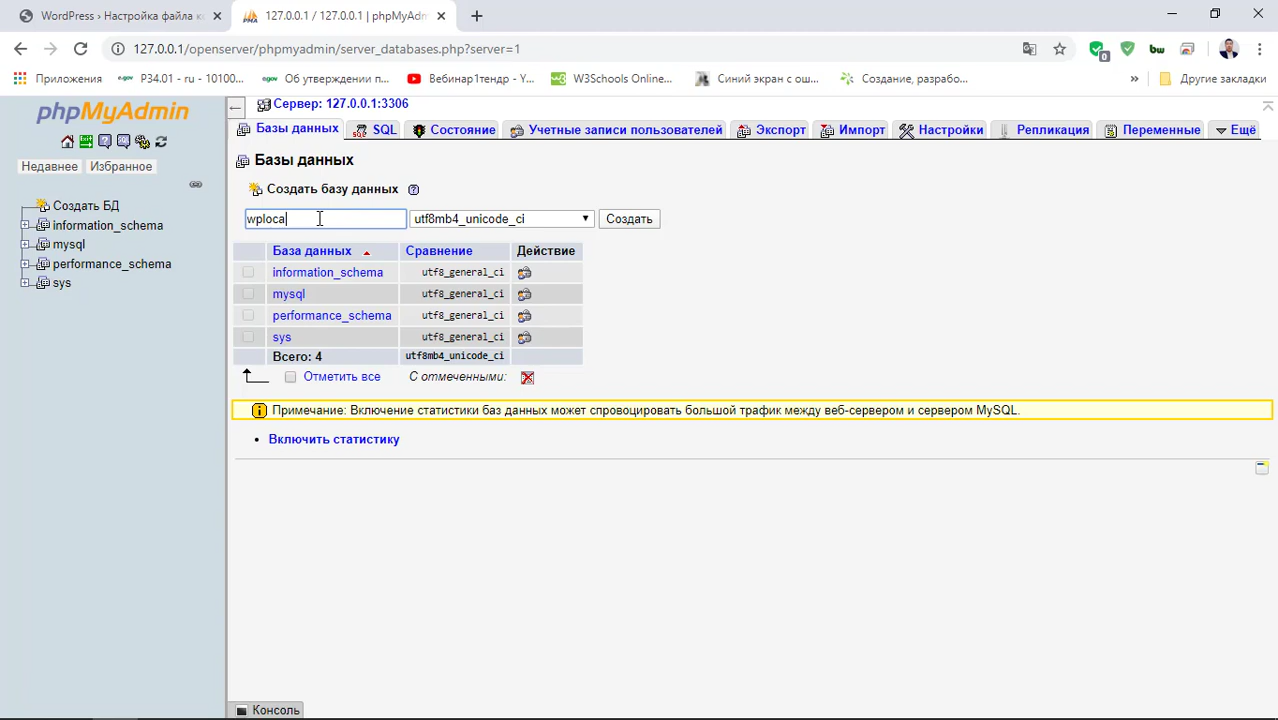 WordPress › Настройка файла к
127.0.0.1 / 127.0.0.1 | phpMyAdm
127.0.0.1/openserver/phpmyadmin/server_databases.php?server=1
0
bw
Приложения
P34.01 - ru - 10100...
Об утверждении п...
Вебинар1тендр - Y...
W3Schools Online...
Синий экран с ош...
Создание, разрабо...
»
Другие закладки
phpMyAdmin
Недавнее
Избранное
Создать БД
information_schema
mysql
performance_schema
sys
Сервер: 127.0.0.1:3306
Базы данных
SQL
Состояние
Учетные записи пользователей
Экспорт
Импорт
Настройки
Репликация
Переменные
Ещё
Базы данных
Создать базу данных
wploca
utf8mb4_unicode_ci
Создать
База данных
Сравнение
Действие
information_schema
utf8_general_ci
mysql
utf8_general_ci
performance_schema
utf8_general_ci
sys
utf8_general_ci
Всего: 4
utf8mb4_unicode_ci
Отметить все
С отмеченными:
Примечание: Включение статистики баз данных может спровоцировать большой трафик между веб-сервером и сервером MySQL.
• Включить статистику
Консоль